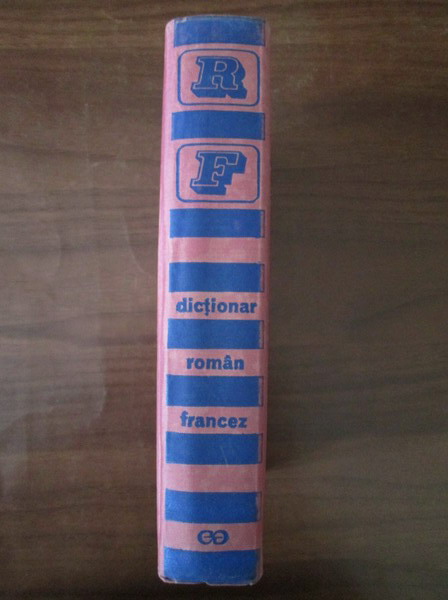 R
F
dicționar
român
francez